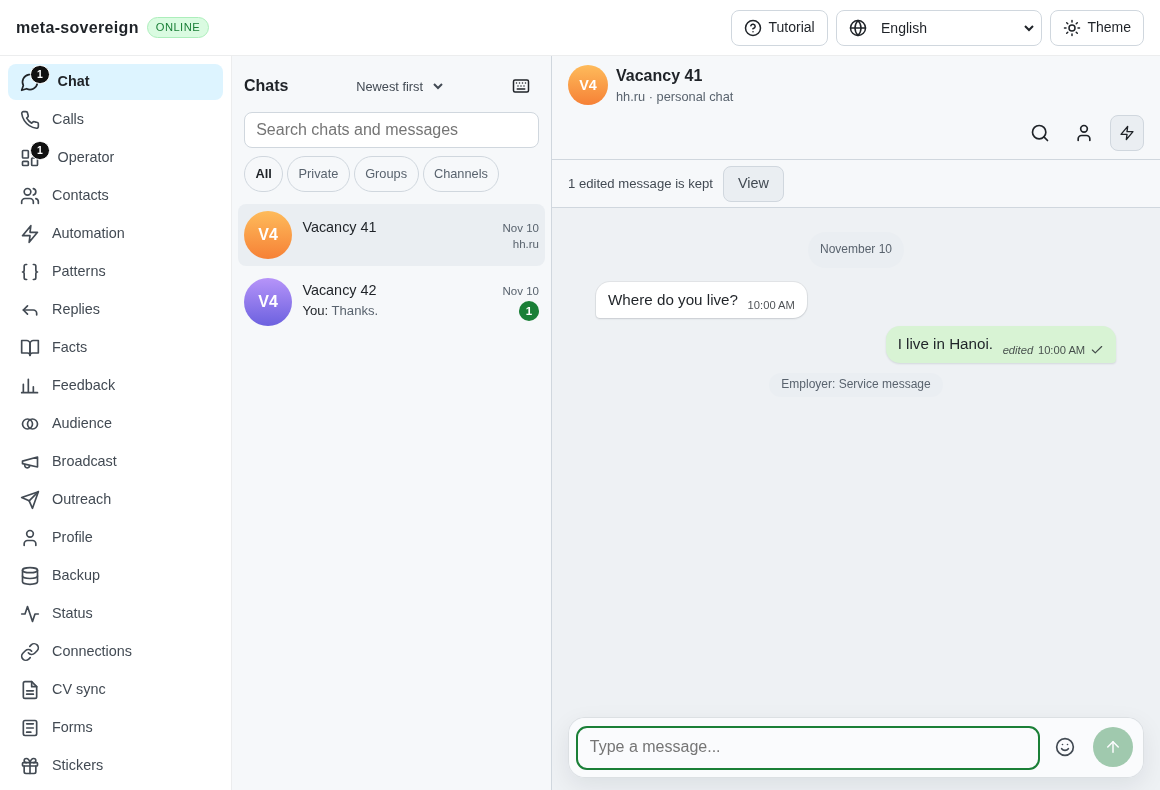 meta-sovereign ONLINE
Tutorial
English
Theme
1
Chat
Calls
1
Operator
Contacts
Automation
Patterns
Replies
Facts
Feedback
Audience
Broadcast
Outreach
Profile
Backup
Status
Connections
CV sync
Forms
Stickers
Chats
Newest first
Search chats and messages
All Private Groups Channels
V4
Vacancy 41
Nov 10
hh.ru
V4
Vacancy 42
Nov 10
You: Thanks.
1
V4
Vacancy 41
hh.ru · personal chat
1 edited message is kept
View
November 10
Where do you live? 10:00 AM
I live in Hanoi. edited 10:00 AM
Employer: Service message
Type a message...